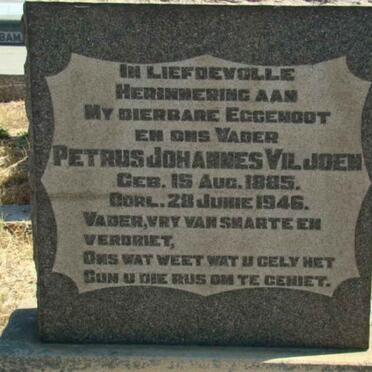 BAM
IN LIEFDEVOLLE
HERINNERING AAN
MY DIERBARE EGGENOOT
EN ONS VADER
PETRUS JOHANNES VILJOEN
GEB. 15 AUG. 1885.
OORL. 28 JUNIE 1946.
VADER, VRY VAN SMARTE EN
VERDRIET,
ONS WAT WEET WAT U GELY HET
GUN U DIE RUS OM TE GENIET.